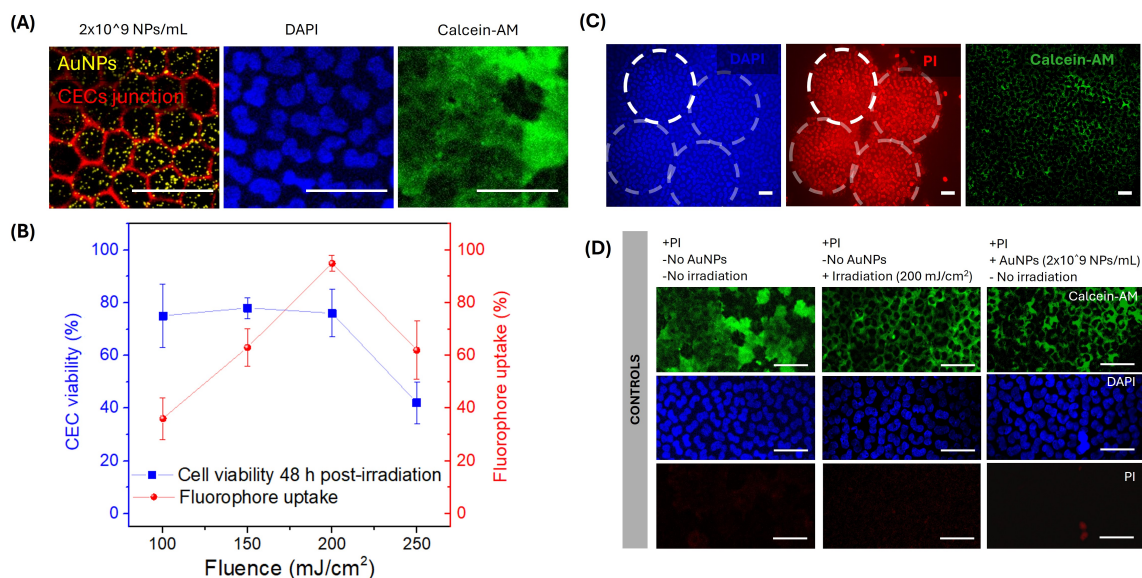 (A)
2x10^9 NPs/mL
DAPI
Calcein-AM
AuNPs
CECs junction
(B)
100
80
60
40
20
0
CEC viability (%)
100
80
60
40
20
0
Fluorophore uptake (%)
Cell viability 48 h post-irradiation
Fluorophore uptake
100
150
200
250
Fluence (mJ/cm²)
(C)
DAPI
PI
Calcein-AM
(D)
CONTROLS
+PI
-No AuNPs
-No irradiation
+PI
-No AuNPs
+ Irradiation (200 mJ/cm²)
+PI
+ AuNPs (2x10^9 NPs/mL)
- No irradiation
Calcein-AM
DAPI
PI